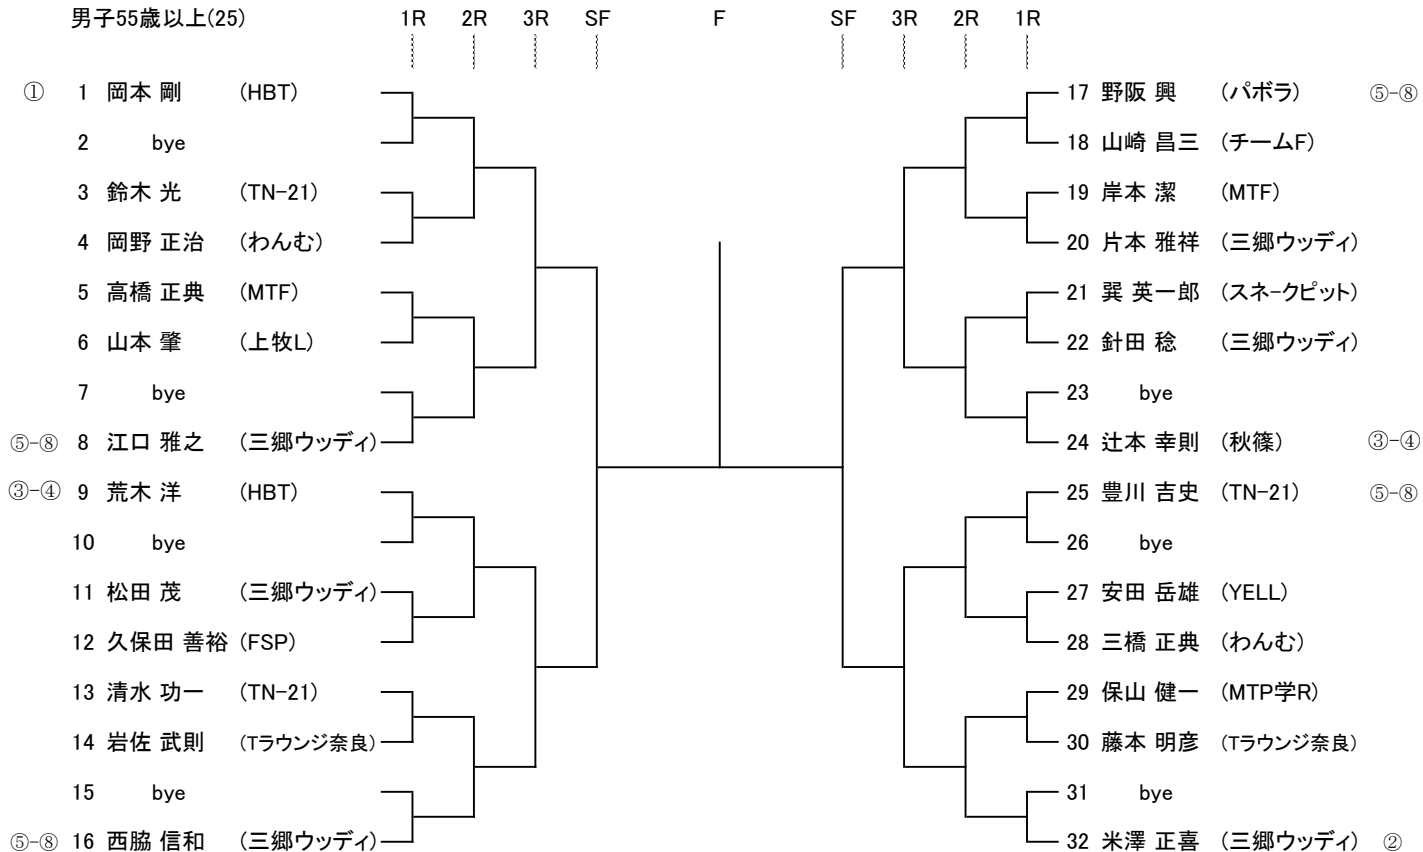 男子55歳以上(25) 1R 2R 3R SF F SF 3R 2R 1R
① 1 岡本 剛 (HBT)
2 bye
3 鈴木 光 (TN-21)
4 岡野 正治 (わんむ)
5 高橋 正典 (MTF)
6 山本 肇 (上牧L)
7 bye
⑤-⑧ 8 江口 雅之 (三郷ウッディ)
③-④ 9 荒木 洋 (HBT)
10 bye
11 松田 茂 (三郷ウッディ)
12 久保田 善裕 (FSP)
13 清水 功一 (TN-21)
14 岩佐 武則 (Tラウンジ奈良)
15 bye
⑤-⑧ 16 西脇 信和 (三郷ウッディ)
17 野阪 興 (パボラ) ⑤-⑧
18 山崎 昌三 (チームF)
19 岸本 潔 (MTF)
20 片本 雅祥 (三郷ウッディ)
21 巽 英一郎 (スネークピット)
22 針田 稔 (三郷ウッディ)
23 bye
24 辻本 幸則 (秋篠) ③-④
25 豊川 吉史 (TN-21) ⑤-⑧
26 bye
27 安田 岳雄 (YELL)
28 三橋 正典 (わんむ)
29 保山 健一 (MTP学R)
30 藤本 明彦 (Tラウンジ奈良)
31 bye
32 米澤 正喜 (三郷ウッディ) ②